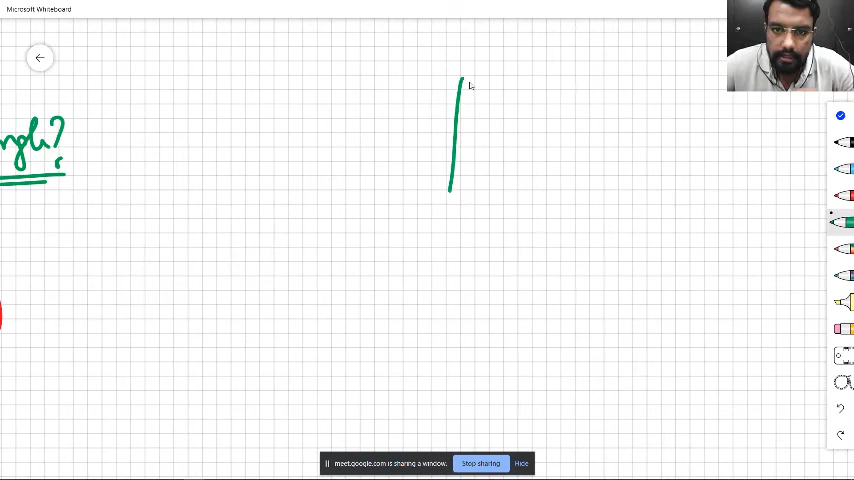 Microsoft Whiteboard
meet.google.com is sharing a window.
Stop sharing
Hide